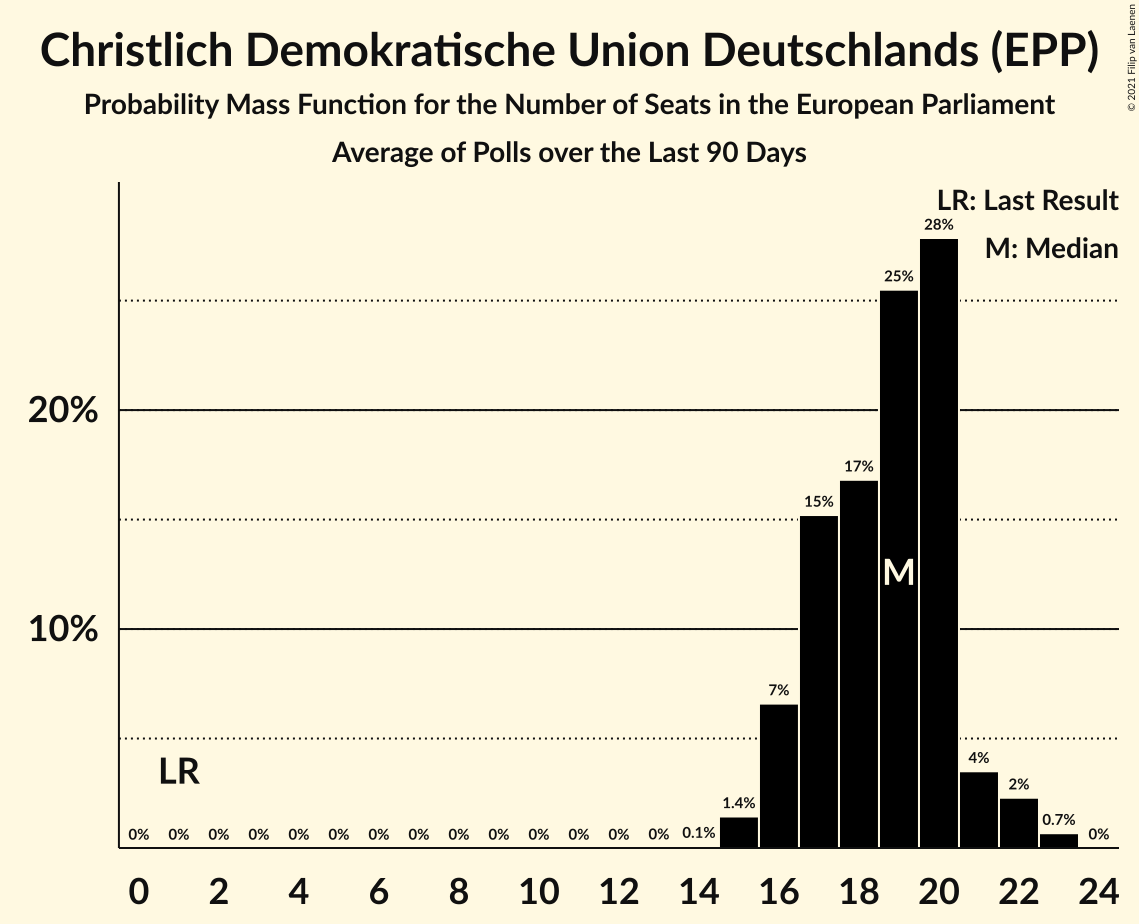 Christlich Demokratische Union Deutschlands (EPP)
Probability Mass Function for the Number of Seats in the European Parliament
Average of Polls over the Last 90 Days
© 2021 Filip van Laenen
LR: Last Result
M: Median
28%
25%
20%
17%
15%
M
10%
7%
LR
4%
2%
1.4%
0.7%
0% 0% 0% 0% 0% 0% 0% 0% 0% 0% 0% 0% 0% 0% 0.1% 0%
0 2 4 6 8 10 12 14 16 18 20 22 24